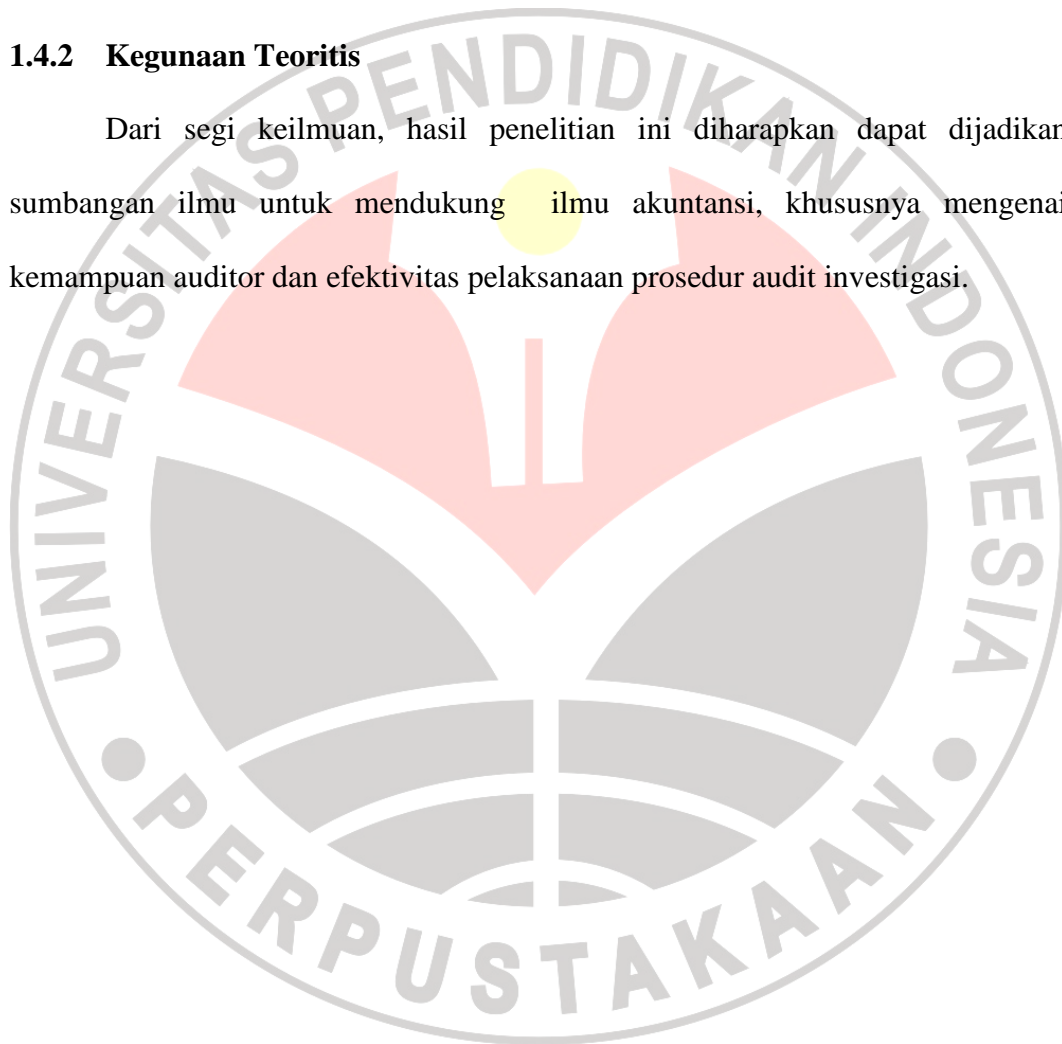 1.4.2 Kegunaan Teoritis
Dari segi keilmuan, hasil penelitian ini diharapkan dapat dijadikan
sumbangan ilmu untuk mendukung ilmu akuntansi, khususnya mengenai
kemampuan auditor dan efektivitas pelaksanaan prosedur audit investigasi.
UNIVERSITAS PENDIDIKAN INDONESIA
PERPUSTAKAAN